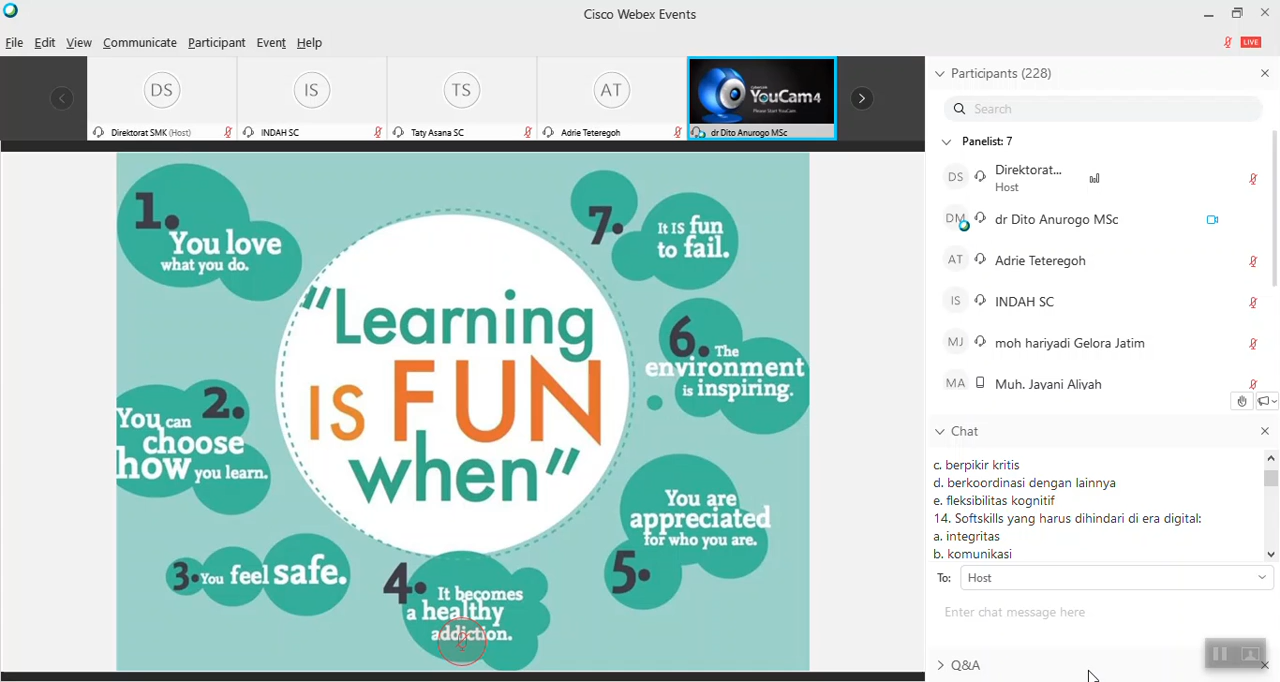 Cisco Webex Events
File Edit View Communicate Participant Event Help
LIVE
DS
IS
TS
AT
YouCam4
Please Start YouCam
Direktorat SMK (Host)
INDAH SC
Taty Asana SC
Adrie Teteregoh
dr Dito Anurogo MSc
1.
You love
what you do.
2.
You can
choose
how you learn.
3. You feel safe.
4. It becomes
a healthy
addiction.
You are
appreciated
for who you are.
5.
6. The
environment
is inspiring.
7. It IS fun
to fail.
"Learning
IS FUN
when"
Participants (228)
Search
Panelist: 7
DS Direktorat...
Host
DM dr Dito Anurogo MSc
AT Adrie Teteregoh
IS INDAH SC
MJ moh hariyadi Gelora Jatim
MA Muh. Jayani Aliyah
Chat
c. berpikir kritis
d. berkoordinasi dengan lainnya
e. fleksibilitas kognitif
14. Softskills yang harus dihindari di era digital:
a. integritas
b. komunikasi
To: Host
Enter chat message here
Q&A